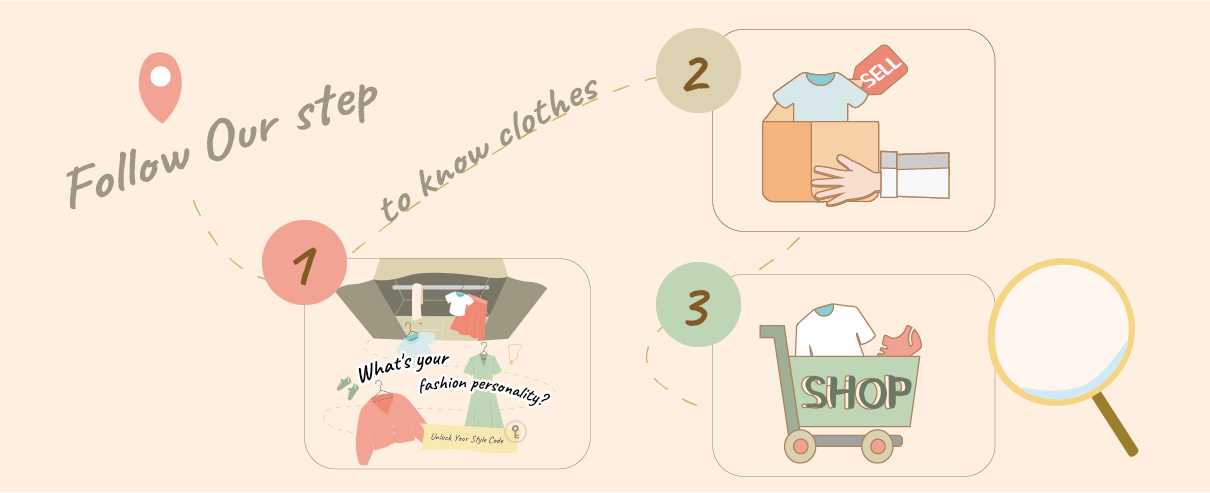 Follow Our step
to know clothes
1
What's your
fashion personality?
Unlock Your Style Code
2
SELL
3
SHOP